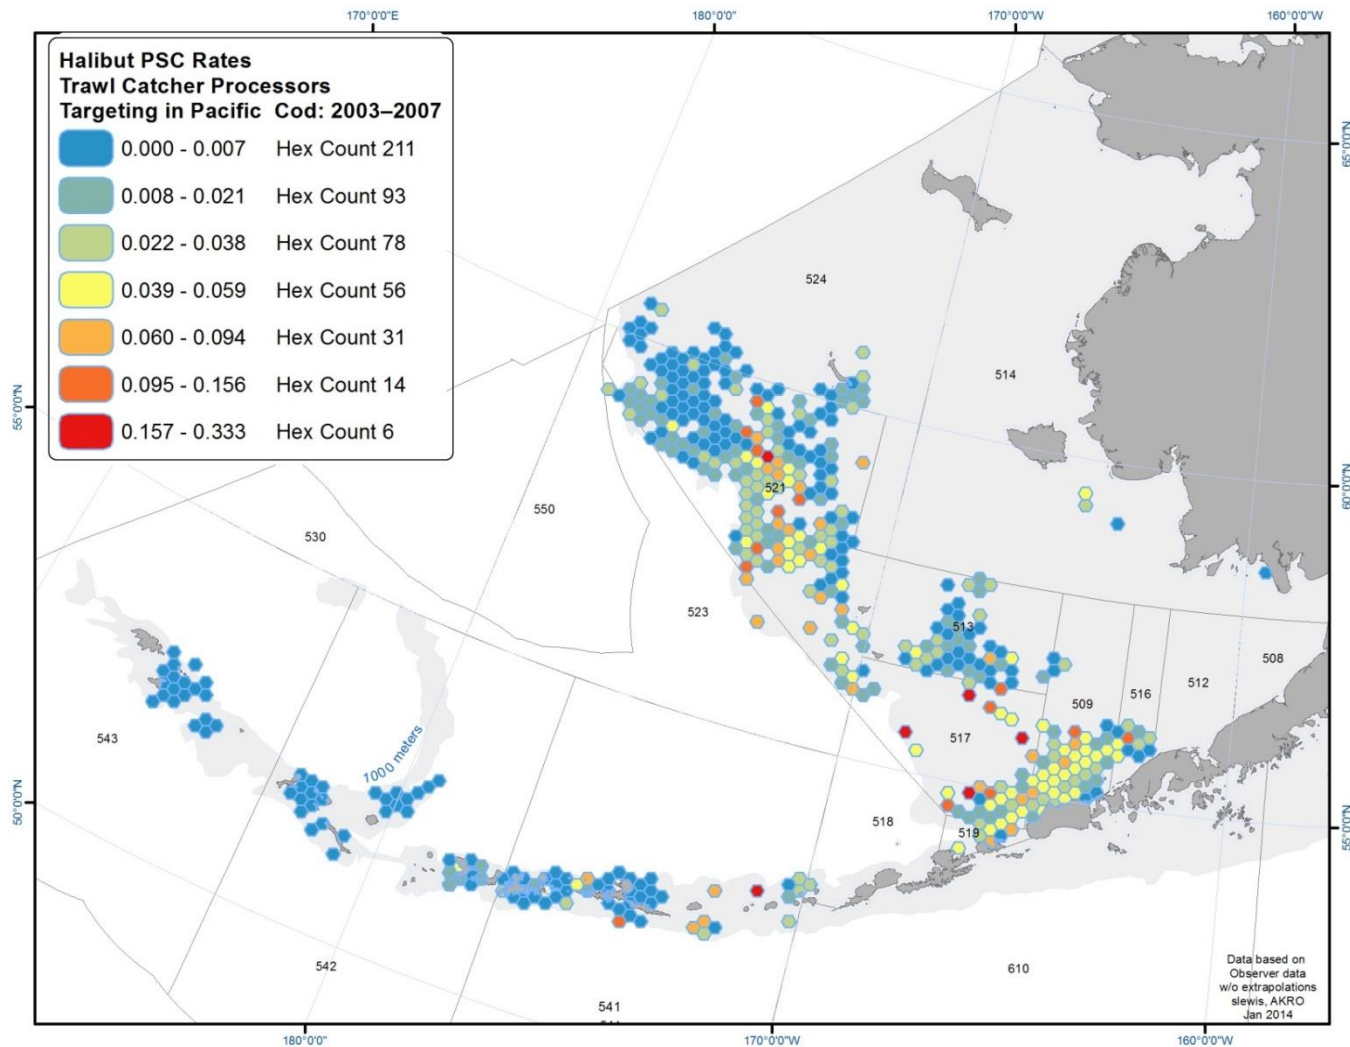 170°0'0"E
180°0'0"
170°0'0"W
160°0'0"W
Halibut PSC Rates
Trawl Catcher Processors
Targeting in Pacific Cod: 2003–2007
0.000 - 0.007 Hex Count 211
0.008 - 0.021 Hex Count 93
0.022 - 0.038 Hex Count 78
0.039 - 0.059 Hex Count 56
0.060 - 0.094 Hex Count 31
0.095 - 0.156 Hex Count 14
0.157 - 0.333 Hex Count 6
65°0'0"N
524
514
55°0'0"N
521
60°0'0"N
550
530
523
513
508
512
516
509
543
517
1000 meters
50°0'0"N
518
519
55°0'0"N
542
610
541
Data based on
Observer data
w/o extrapolations
slewis, AKRO
Jan 2014
180°0'0"
170°0'0"W
160°0'0"W